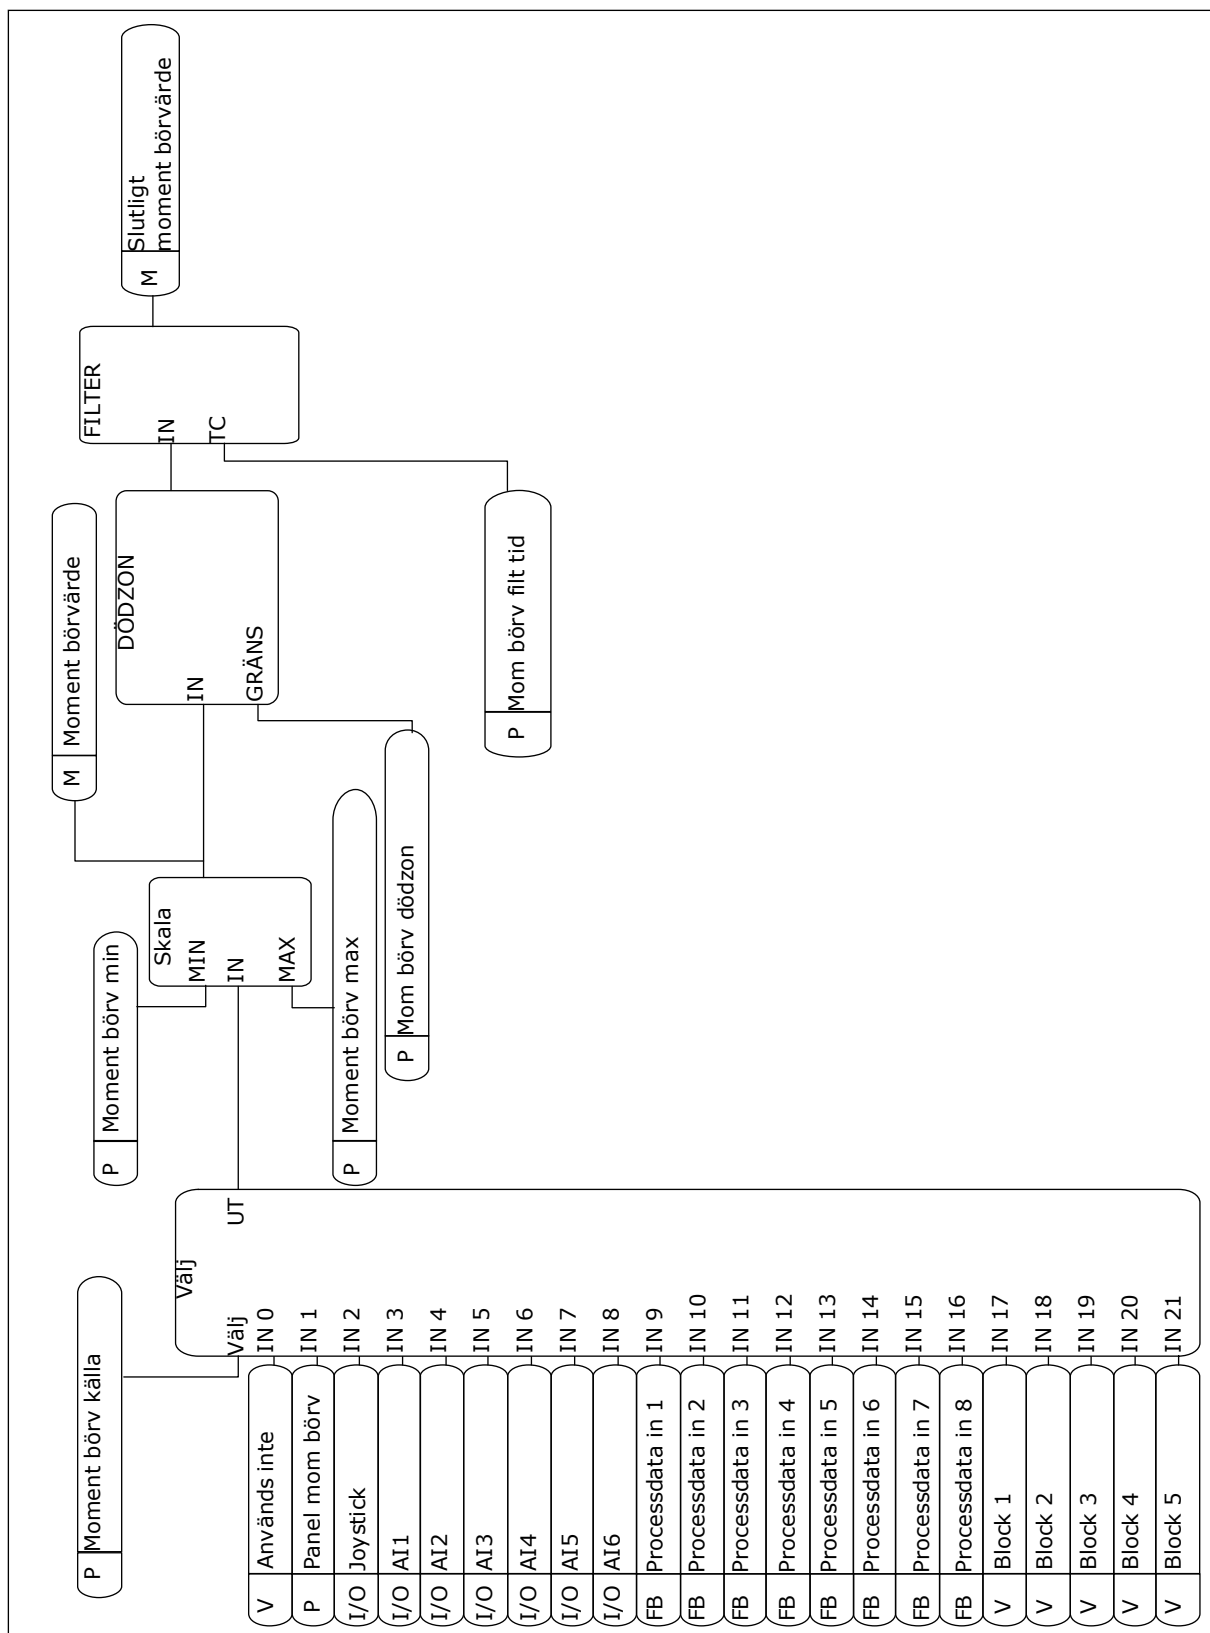 P Moment börv källa
V Används inte
P Panel mom börv
I/O Joystick
I/O AI1
I/O AI2
I/O AI3
I/O AI4
I/O AI5
I/O AI6
FB Processdata in 1
FB Processdata in 2
FB Processdata in 3
FB Processdata in 4
FB Processdata in 5
FB Processdata in 6
FB Processdata in 7
FB Processdata in 8
V Block 1
V Block 2
V Block 3
V Block 4
V Block 5
Välj
Välj
UT
IN 0
IN 1
IN 2
IN 3
IN 4
IN 5
IN 6
IN 7
IN 8
IN 9
IN 10
IN 11
IN 12
IN 13
IN 14
IN 15
IN 16
IN 17
IN 18
IN 19
IN 20
IN 21
P Moment börv min
P Moment börv max
Skala
MIN
IN
MAX
P Mom börv dödzon
M Moment börvärde
DÖDZON
IN
GRÄNS
P Mom börv filt tid
FILTER
IN
TC
M Slutligt
moment börvärde